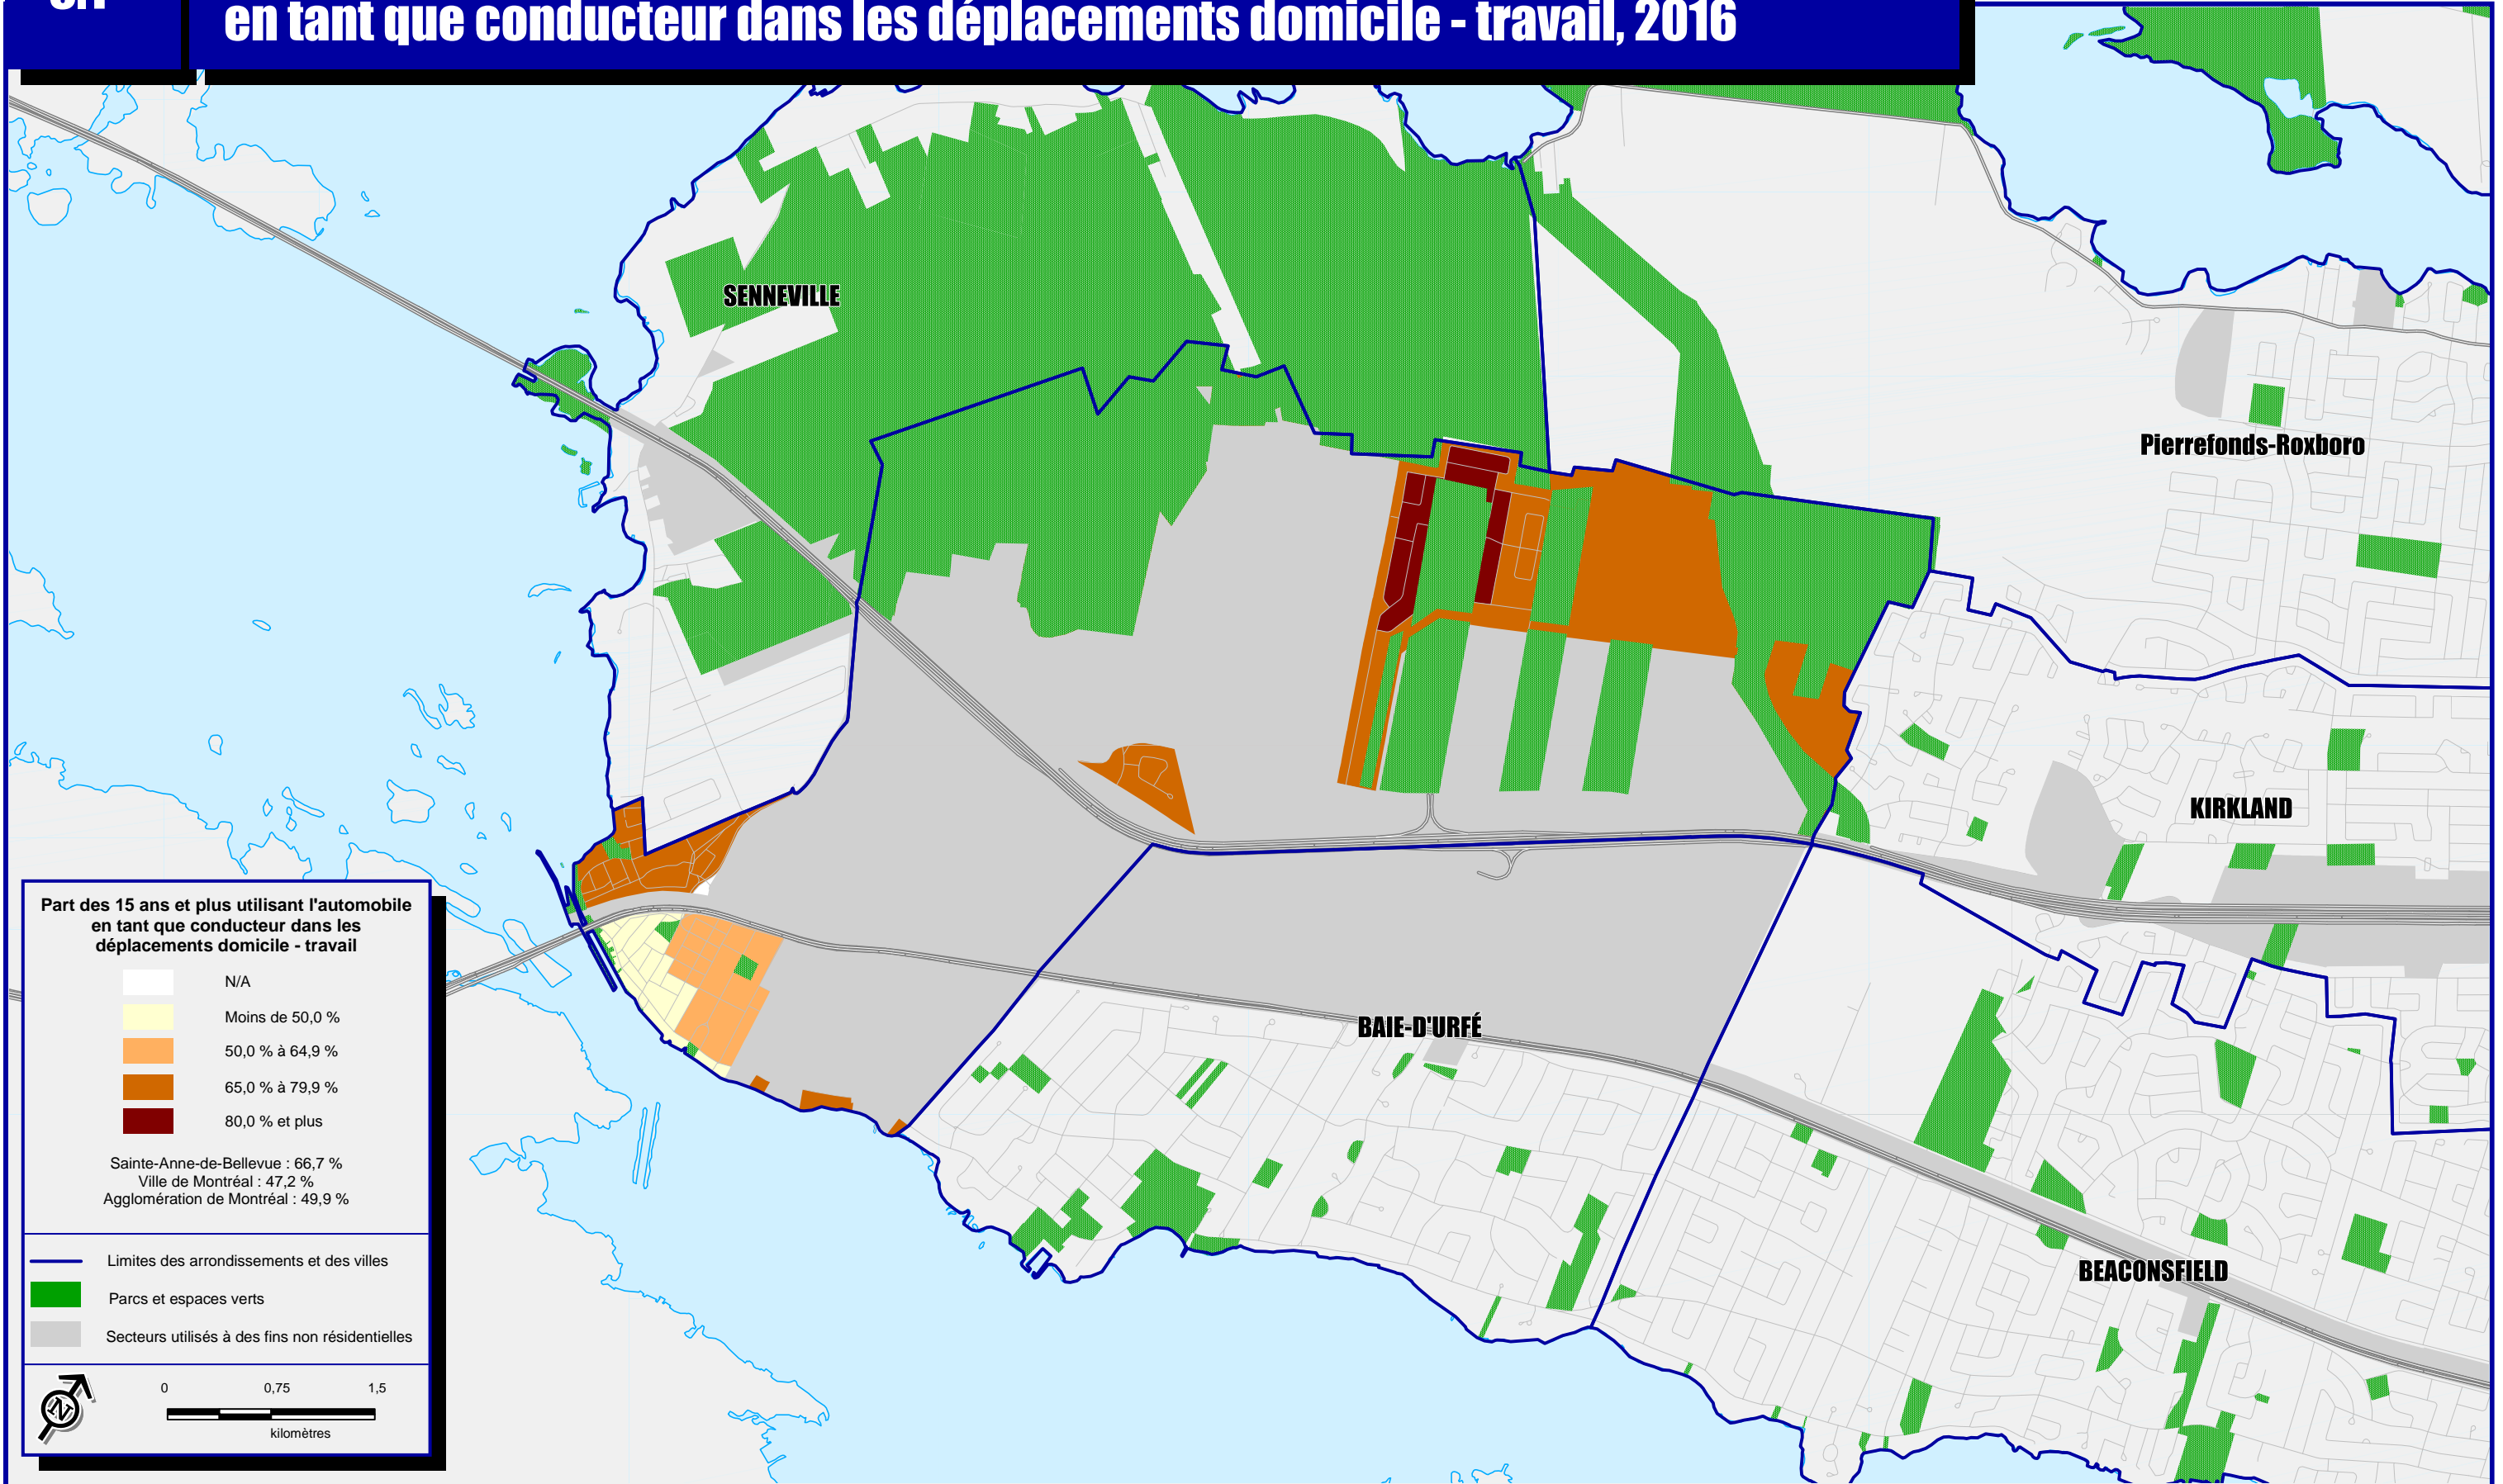 en tant que conducteur dans les déplacements domicile - travail, 2016
SENNEVILLE
Pierrefonds-Roxboro
KIRKLAND
BAIE-D'URFÉ
BEACONSFIELD
Part des 15 ans et plus utilisant l'automobile
en tant que conducteur dans les
déplacements domicile - travail
N/A
Moins de 50,0 %
50,0 % à 64,9 %
65,0 % à 79,9 %
80,0 % et plus
Sainte-Anne-de-Bellevue : 66,7 %
Ville de Montréal : 47,2 %
Agglomération de Montréal : 49,9 %
Limites des arrondissements et des villes
Parcs et espaces verts
Secteurs utilisés à des fins non résidentielles
N
0 0,75 1,5
kilomètres